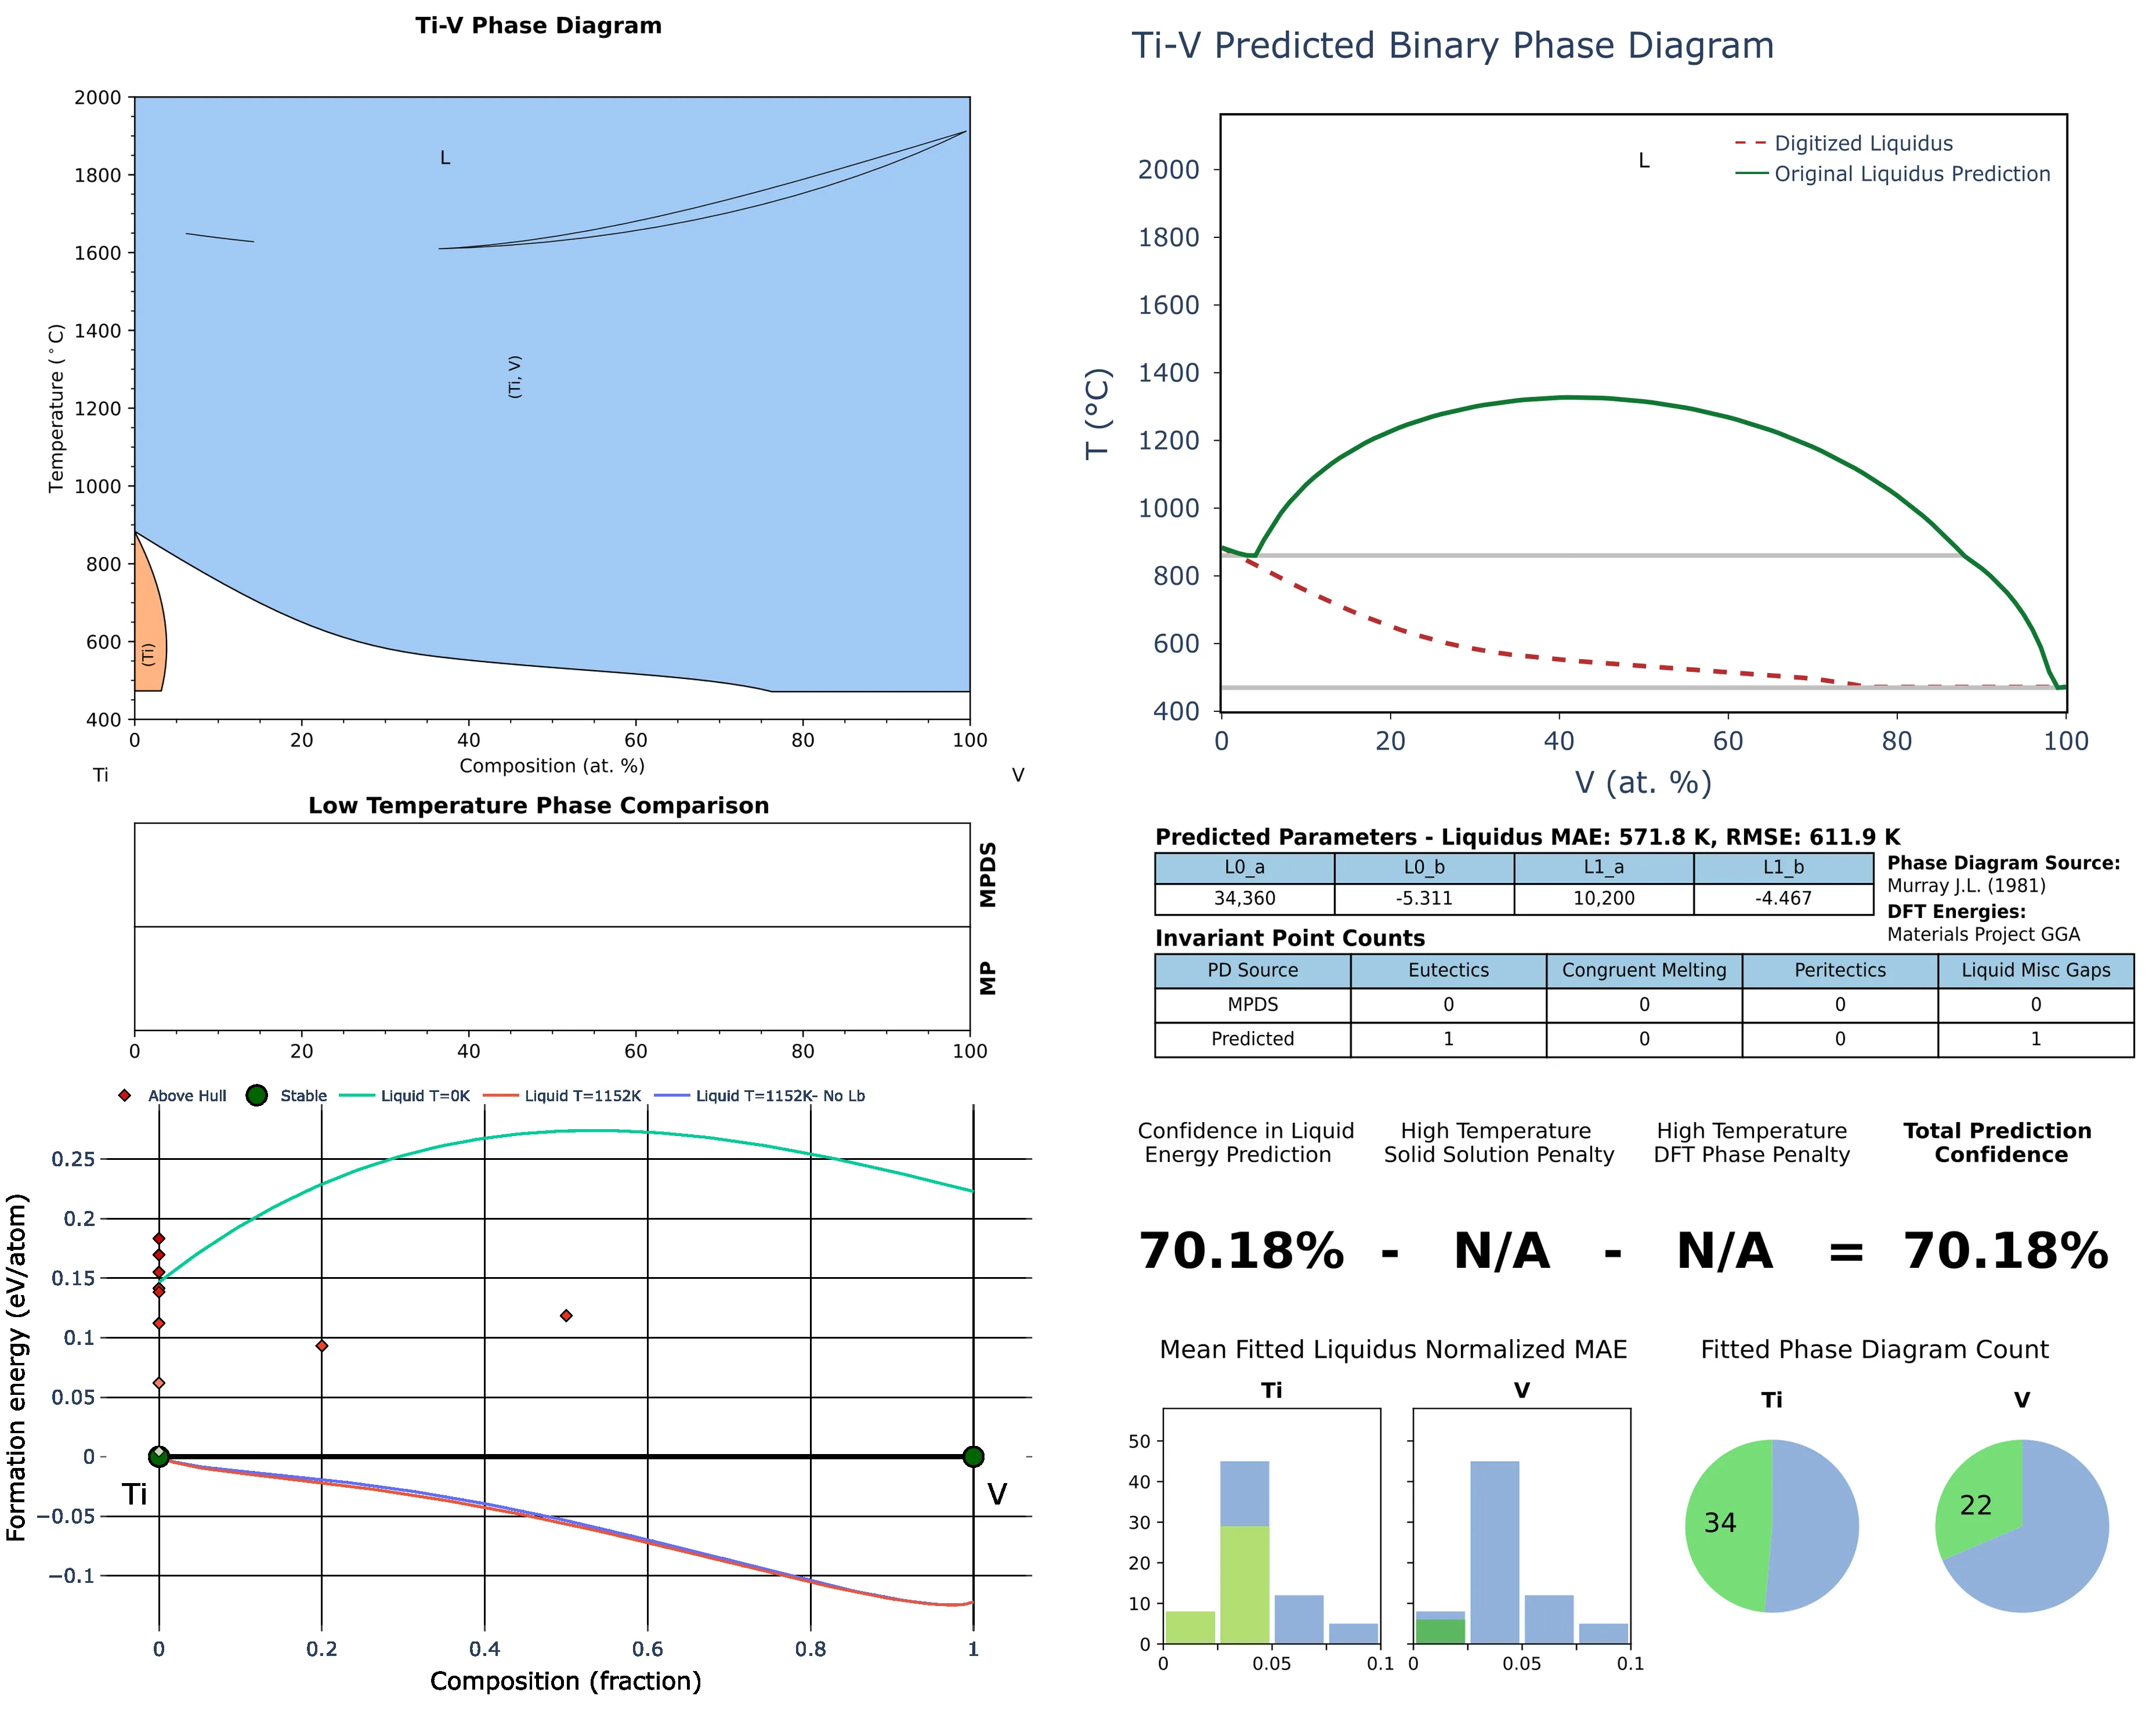 Ti-V Phase Diagram
2000
1800
1600
1400
1200
1000
800
600
400
Temperature (°C)
L
(Ti, V)
(Ti)
0 20 40 60 80 100
Composition (at. %)
Ti V
Low Temperature Phase Comparison
MPDS
MP
0 20 40 60 80 100
Above Hull Stable Liquid T=0K Liquid T=1152K Liquid T=1152K- No Lb
0.25
0.2
0.15
0.1
0.05
0
−0.05
−0.1
Formation energy (eV/atom)
Ti V
0 0.2 0.4 0.6 0.8 1
Composition (fraction)
Ti-V Predicted Binary Phase Diagram
L
Digitized Liquidus
Original Liquidus Prediction
2000
1800
1600
1400
1200
1000
800
600
400
T (°C)
0 20 40 60 80 100
V (at. %)
Predicted Parameters - Liquidus MAE: 571.8 K, RMSE: 611.9 K
L0_a L0_b L1_a L1_b
34,360 -5.311 10,200 -4.467
Phase Diagram Source:
Murray J.L. (1981)
DFT Energies:
Materials Project GGA
Invariant Point Counts
PD Source Eutectics Congruent Melting Peritectics Liquid Misc Gaps
MPDS 0 0 0 0
Predicted 1 0 0 1
Confidence in Liquid
Energy Prediction
High Temperature
Solid Solution Penalty
High Temperature
DFT Phase Penalty
Total Prediction
Confidence
70.18% - N/A - N/A = 70.18%
Mean Fitted Liquidus Normalized MAE
Ti V
50
40
30
20
10
0
0 0.05 0.1 0 0.05 0.1
Fitted Phase Diagram Count
Ti V
34 22